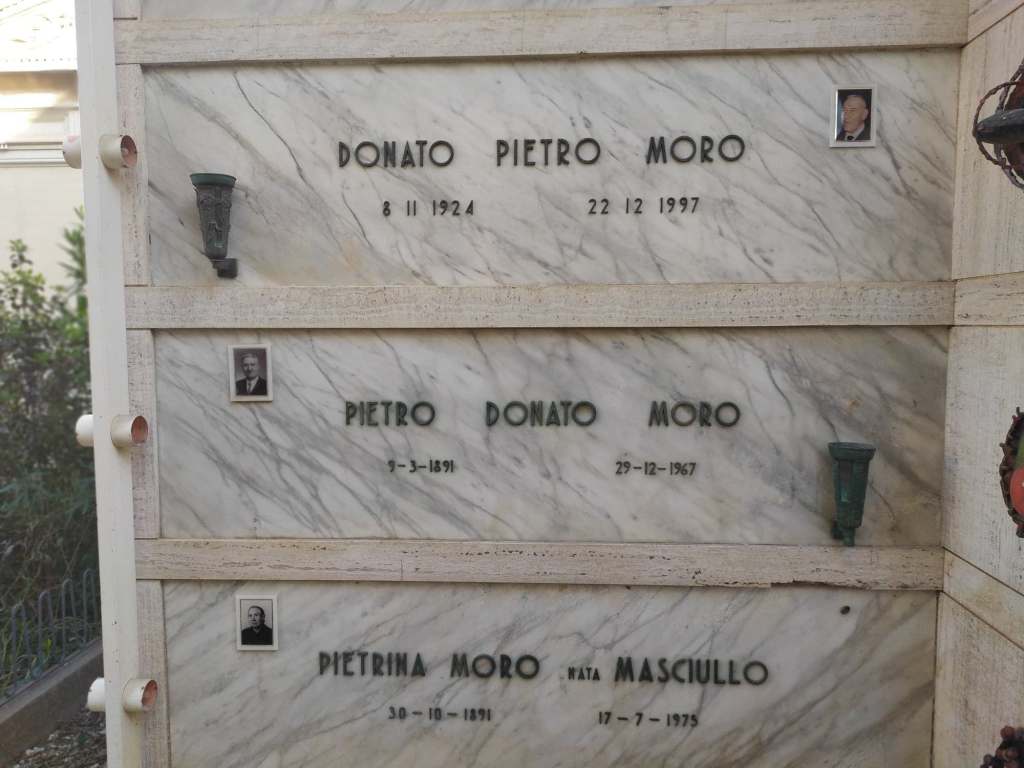 DONATO PIETRO MORO
8 11 1924 22 12 1997
PIETRO DONATO MORO
9-3-1891 29-12-1967
PIETRINA MORO NATA MASCIULLO
30-10-1891 17-7-1975